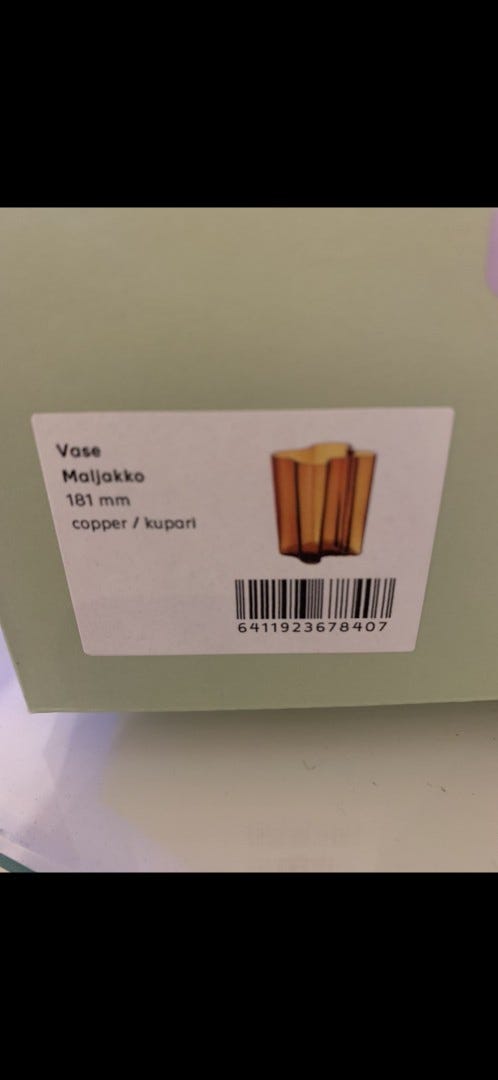 Vase
Maljakko
181 mm
copper / kupari
6411923678407